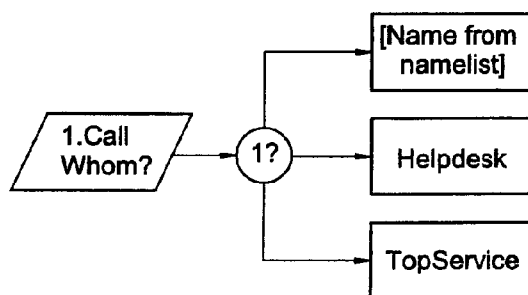 [Name from
namelist]
1.Call
Whom?
1?
Helpdesk
TopService